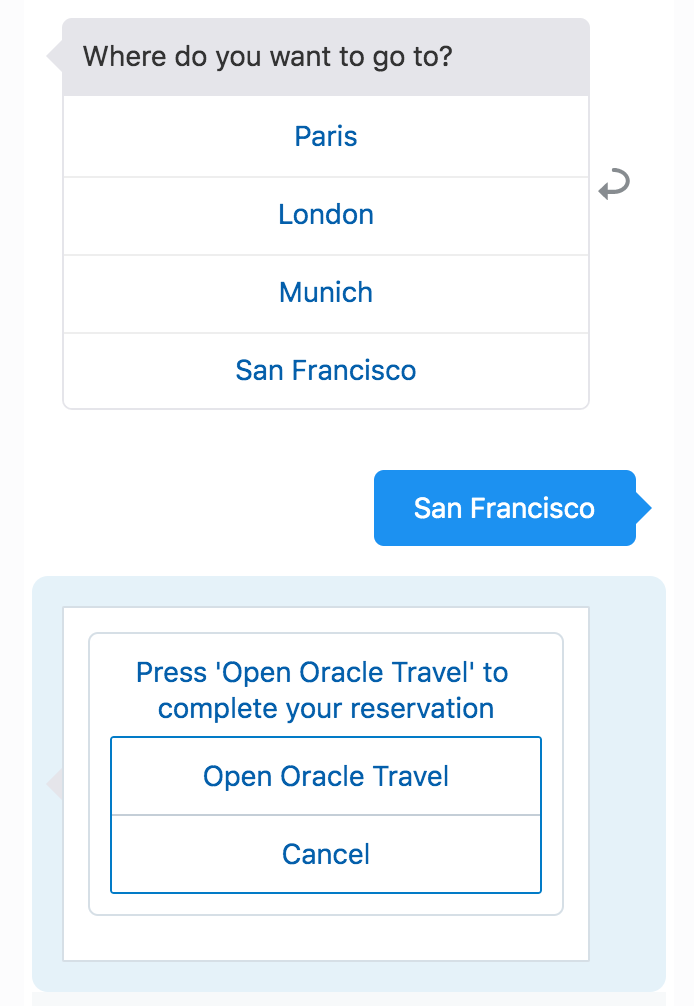 Where do you want to go to?
Paris
London
Munich
San Francisco
San Francisco
Press 'Open Oracle Travel' to
complete your reservation
Open Oracle Travel
Cancel